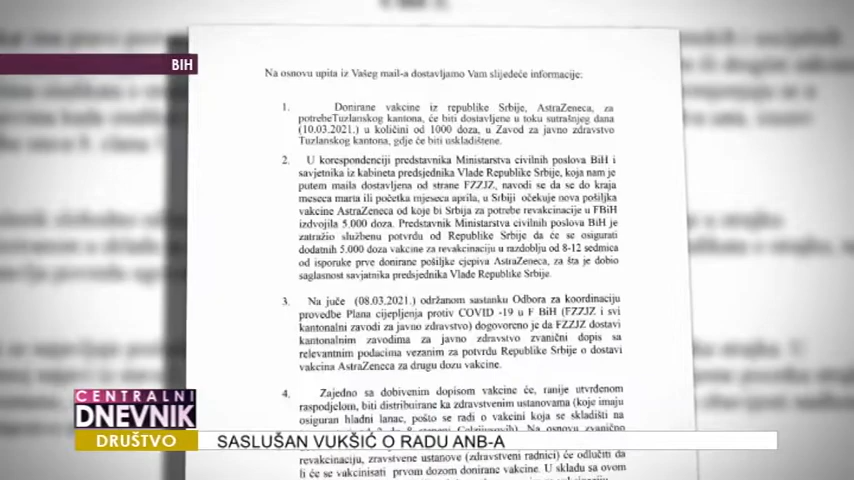 BIH
Na osnovu upita iz Vašeg mail-a dostavljamo Vam slijedeće informacije:
1. Donirane vakcine iz republike Srbije, AstraZeneca, za
potrebeTuzlanskog kantona, će biti dostavljene u toku sutrašnjeg dana
(10.03.2021.) u količini od 1000 doza, u Zavod za javno zdravstvo
Tuzlanskog kantona, gdje će biti uskladištene.
2. U korespondenciji predstavnika Ministarstva civilnih poslova BiH i
savjetnika iz kabineta predsjednika Vlade Republike Srbije, koja nam je
putem maila dostavljena od strane FZZJZ, navodi se da se do kraja
meseca marta ili početka mjeseca aprila, u Srbiji očekuje nova pošiljka
vakcine AstraZeneca od koje bi Srbija za potrebe revakcinacije u FBiH
izdvojila 5.000 doza. Predstavnik Ministarstva civilnih poslova BiH je
zatražio službenu potvrdu od Republike Srbije da će se osigurati
dodatnih 5.000 doza vakcine za revakcinaciju u razdoblju od 8-12 sedmica
od isporuke prve donirane pošiljke cjepiva AstraZeneca, za šta je dobio
saglasnost savjatnika predsjednika Vlade Republike Srbije.
3. Na juče (08.03.2021.) održanom sastanku Odbora za koordinaciju
provedbe Plana cijepljenja protiv COVID -19 u F BiH (FZZJZ i svi
kantonalni zavodi za javno zdravstvo) dogovoreno je da FZZJZ dostavi
kantonalnim zavodima za javno zdravstvo zvanični dopis sa
relevantnim podacima vezanim za potvrdu Republike Srbije o dostavi
vakcina AstraZeneca za drugu dozu vakcine.
4. Zajedno sa dobivenim dopisom vakcine će, ranije utvrđenom
raspodjelom, biti distribuirane ka zdravstvenim ustanovama (koje imaju
osiguran hladni lanac, pošto se radi o vakcini koja se skladišti na
CENTRALNI
DNEVNIK
DRUŠTVO
SASLUŠAN VUKŠIĆ O RADU ANB-A
revakcinaciju, zravstvene ustanove (zdravstveni radnici) će odlučiti da
li će se vakcinisati prvom dozom donirane vakcine. U skladu sa ovom